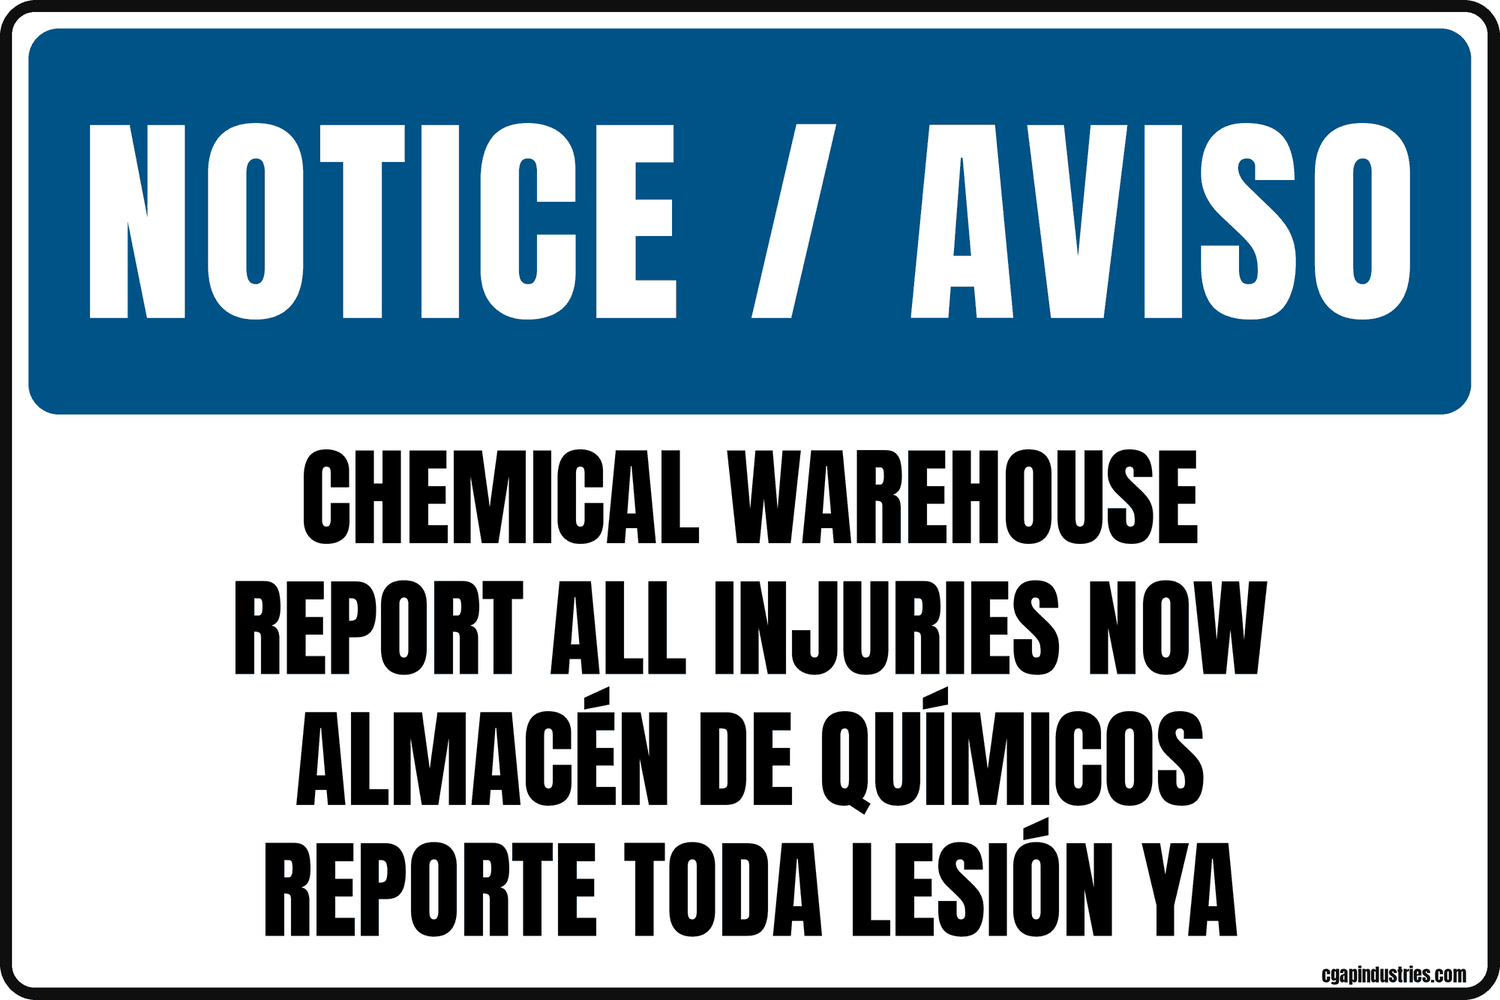 NOTICE / AVISO
CHEMICAL WAREHOUSE
REPORT ALL INJURIES NOW
ALMACÉN DE QUÍMICOS
REPORTE TODA LESIÓN YA
cgapindustries.com